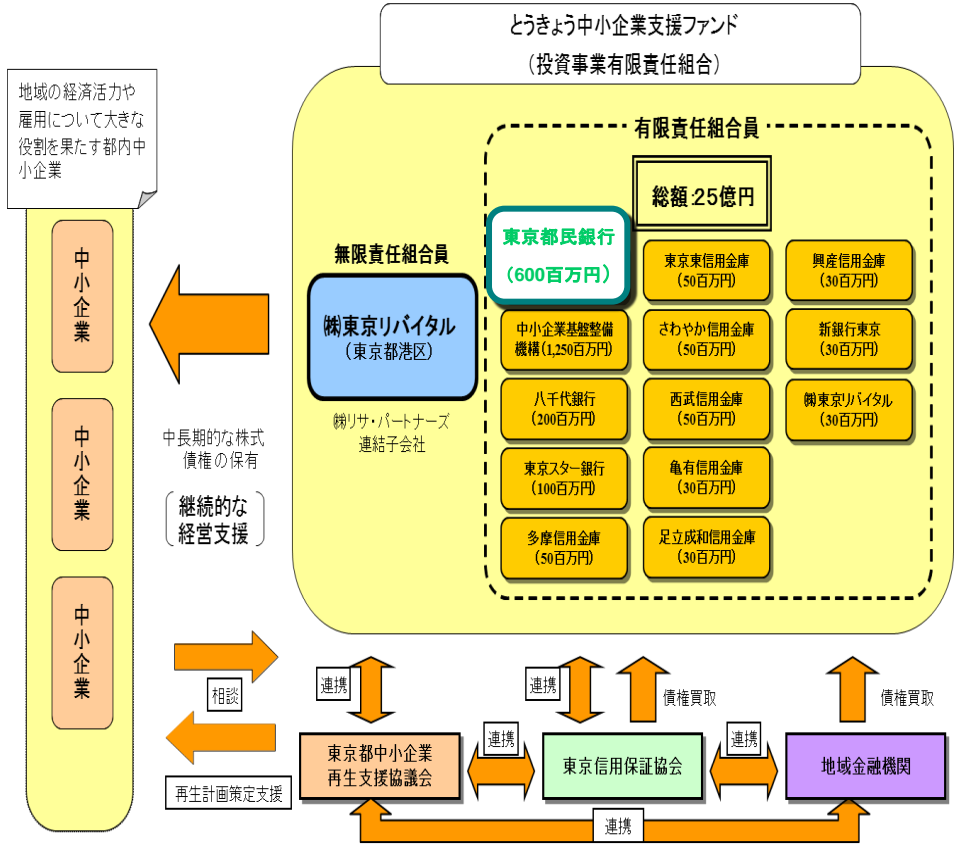 とうきょう中小企業支援ファンド
（投資事業有限責任組合）
地域の経済活力や
雇用について大きな
役割を果たす都内中
小企業
中小企業
中小企業
中小企業
有限責任組合員
総額:25億円
無限責任組合員
㈱東京リバイタル
（東京都港区）
㈱リサ・パートナーズ
連結子会社
東京都民銀行
（600百万円）
中小企業基盤整備
機構（1,250百万円）
八千代銀行
（200百万円）
東京スター銀行
（100百万円）
多摩信用金庫
（50百万円）
東京東信用金庫
（50百万円）
さわやか信用金庫
（50百万円）
西武信用金庫
（50百万円）
亀有信用金庫
（30百万円）
足立成和信用金庫
（30百万円）
興産信用金庫
（30百万円）
新銀行東京
（30百万円）
㈱東京リバイタル
（30百万円）
中長期的な株式
債権の保有
継続的な
経営支援
相談
再生計画策定支援
連携
連携
債権買取
債権買取
東京都中小企業
再生支援協議会
連携
東京信用保証協会
連携
地域金融機関
連携